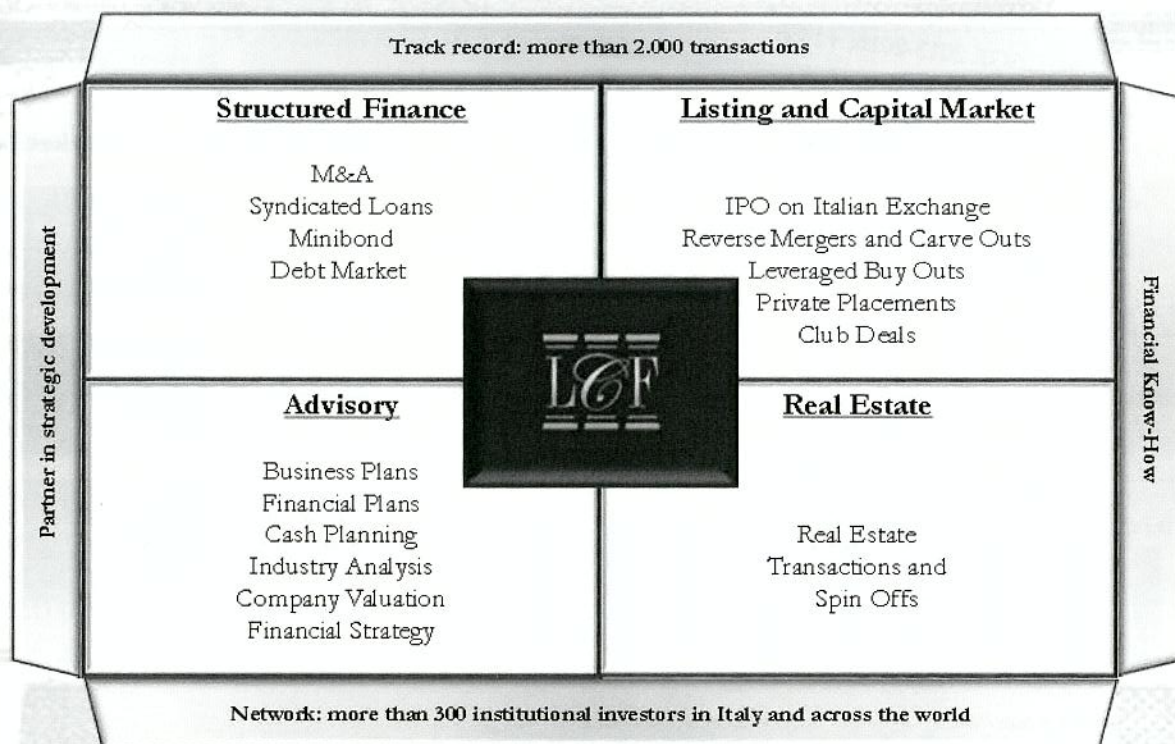 Track record: more than 2.000 transactions
Partner in strategic development
Structured Finance
M&A
Syndicated Loans
Minibond
Debt Market
Listing and Capital Market
IPO on Italian Exchange
Reverse Mergers and Carve Outs
Leveraged Buy Outs
Private Placements
Club Deals
LCF
Advisory
Business Plans
Financial Plans
Cash Planning
Industry Analysis
Company Valuation
Financial Strategy
Real Estate
Real Estate
Transactions and
Spin Offs
Financial Know-How
Network: more than 300 institutional investors in Italy and across the world